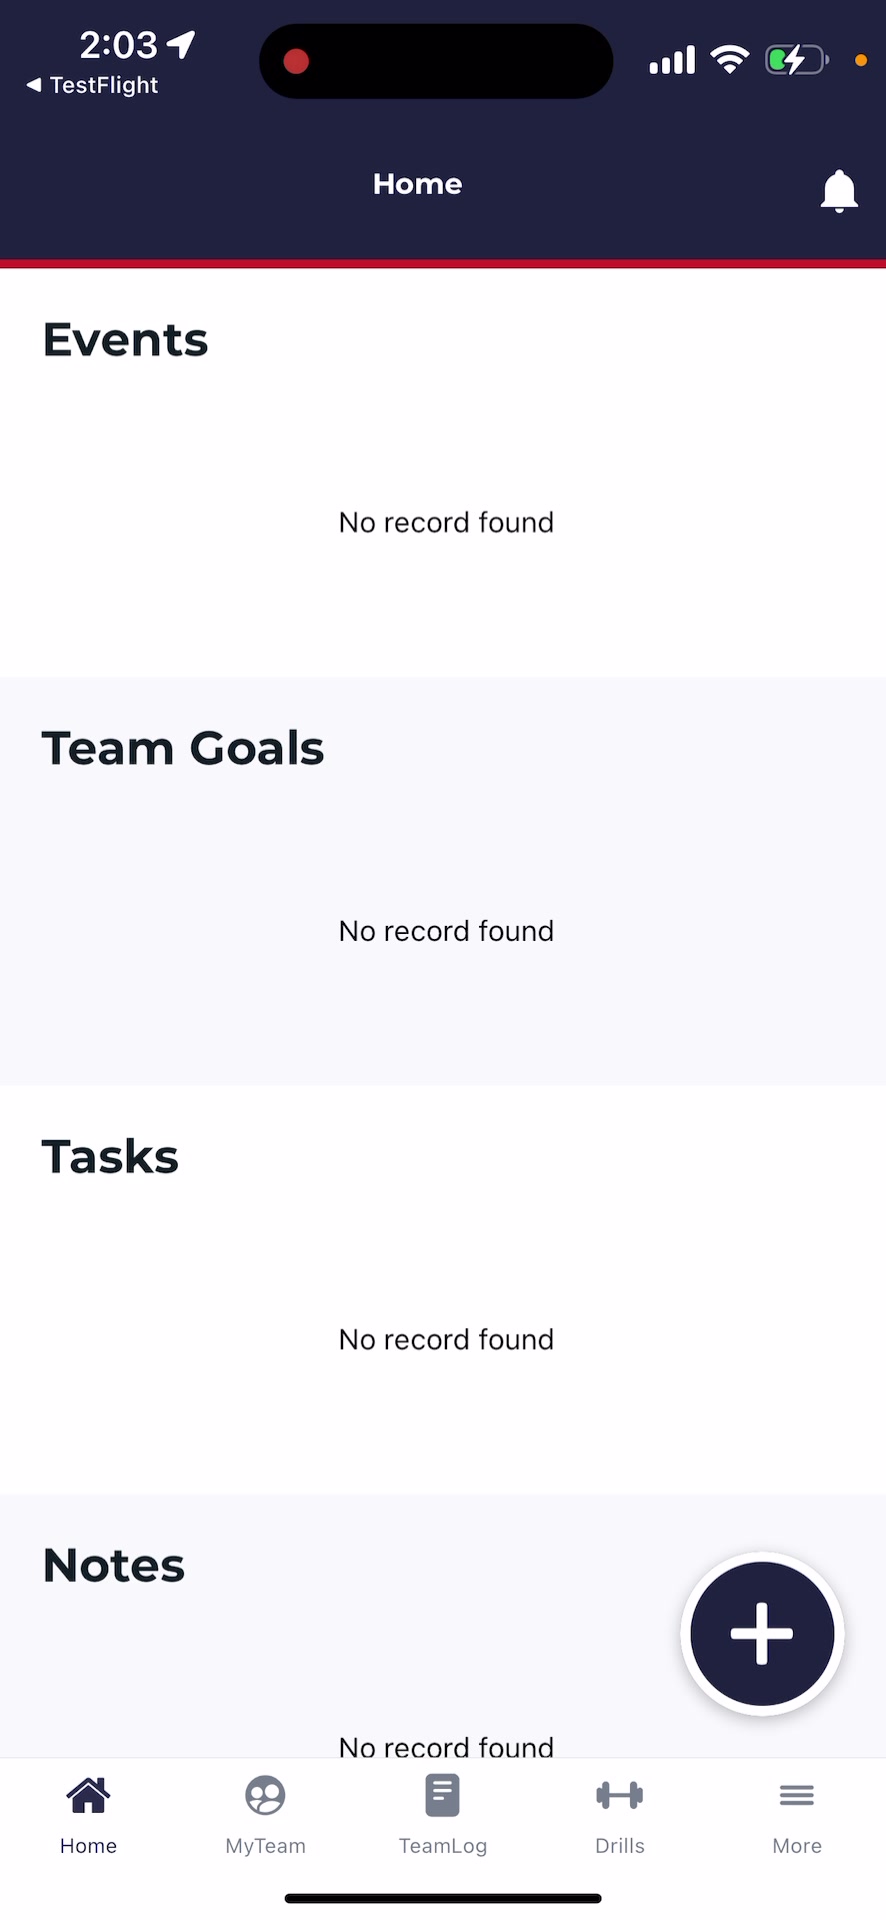 2:03
TestFlight
Home
Events
No record found
Team Goals
No record found
Tasks
No record found
Notes
No record found
Home
MyTeam
TeamLog
Drills
More